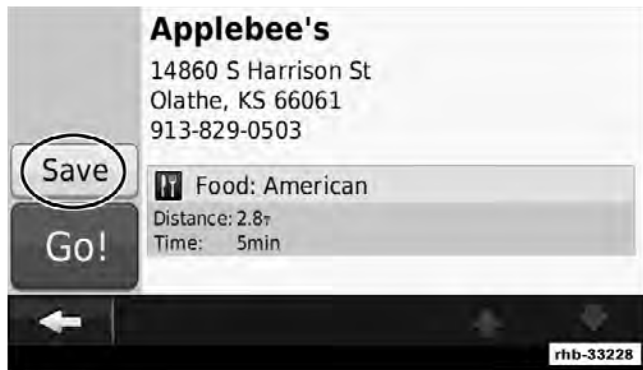 Applebee's
14860 S Harrison St
Olathe, KS 66061
913-829-0503
Save
Food: American
Distance: 2.8
Time: 5min
Go!
rhb-33228